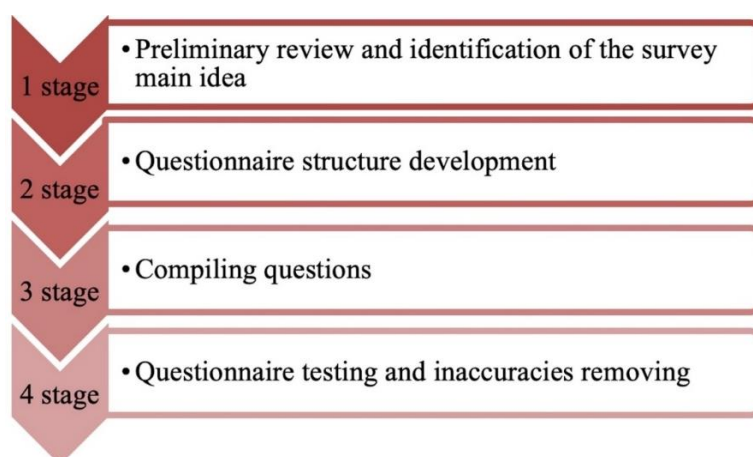 1 stage
• Preliminary review and identification of the survey
main idea
2 stage
• Questionnaire structure development
3 stage
• Compiling questions
4 stage
• Questionnaire testing and inaccuracies removing